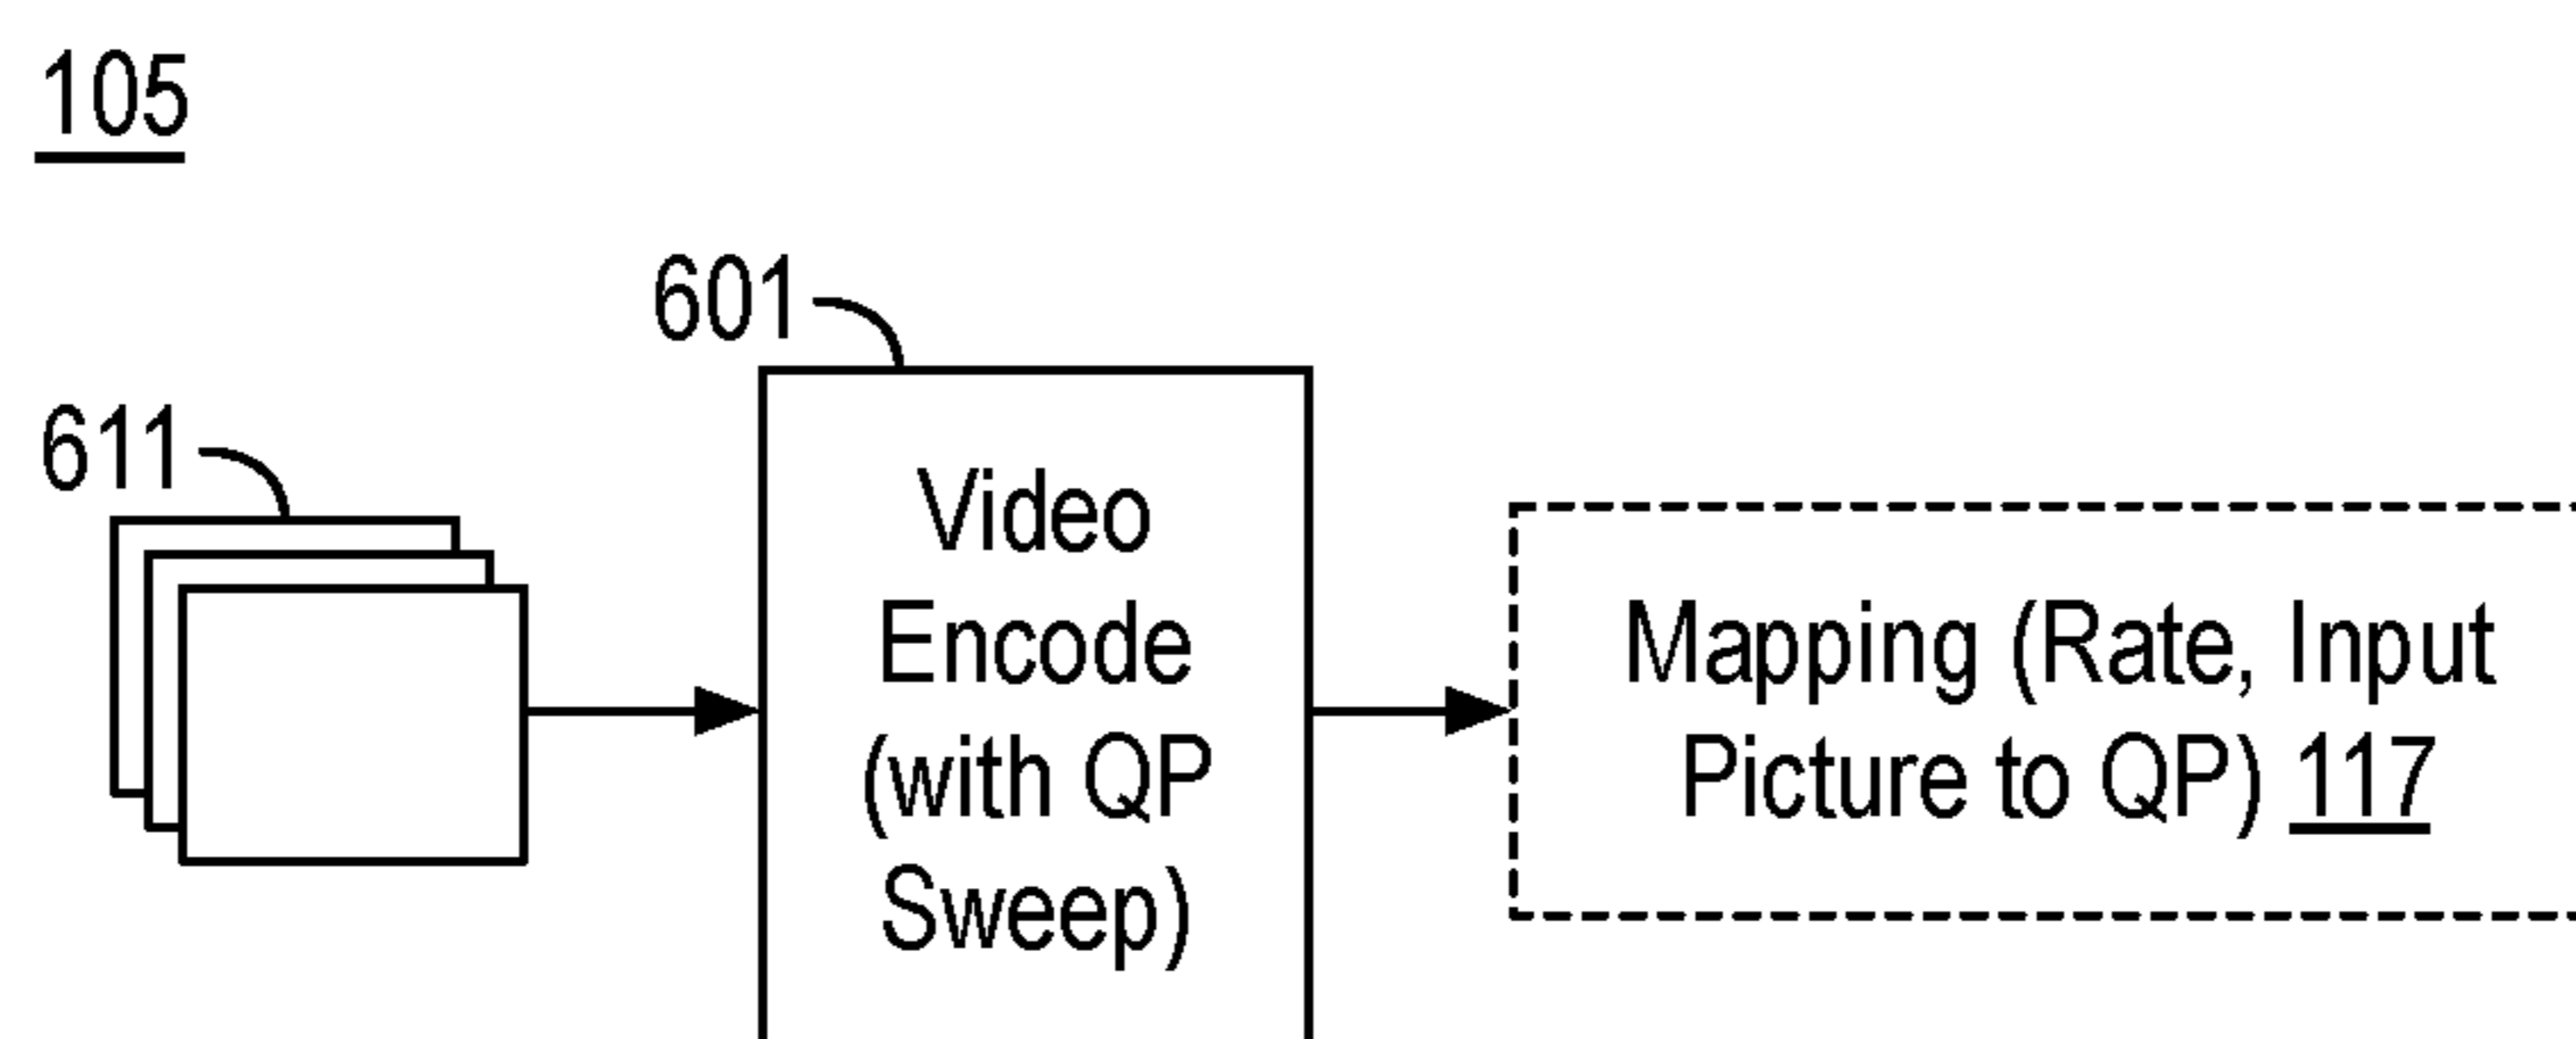 105
601
611
Video
Encode
(with QP
Sweep)
Mapping (Rate, Input
Picture to QP) 117